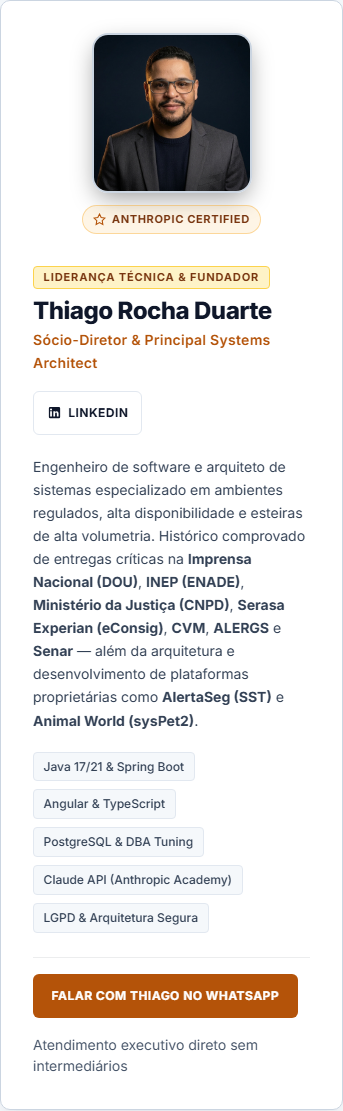 ANTHROPIC CERTIFIED
LIDERANÇA TÉCNICA & FUNDADOR
Thiago Rocha Duarte
Sócio-Diretor & Principal Systems
Architect
LINKEDIN
Engenheiro de software e arquiteto de
sistemas especializado em ambientes
regulados, alta disponibilidade e esteiras
de alta volumetria. Histórico comprovado
de entregas críticas na Imprensa
Nacional (DOU), INEP (ENADE),
Ministério da Justiça (CNPD), Serasa
Experian (eConsig), CVM, ALERGS e
Senar — além da arquitetura e
desenvolvimento de plataformas
proprietárias como AlertaSeg (SST) e
Animal World (sysPet2).
Java 17/21 & Spring Boot
Angular & TypeScript
PostgreSQL & DBA Tuning
Claude API (Anthropic Academy)
LGPD & Arquitetura Segura
FALAR COM THIAGO NO WHATSAPP
Atendimento executivo direto sem
intermediários